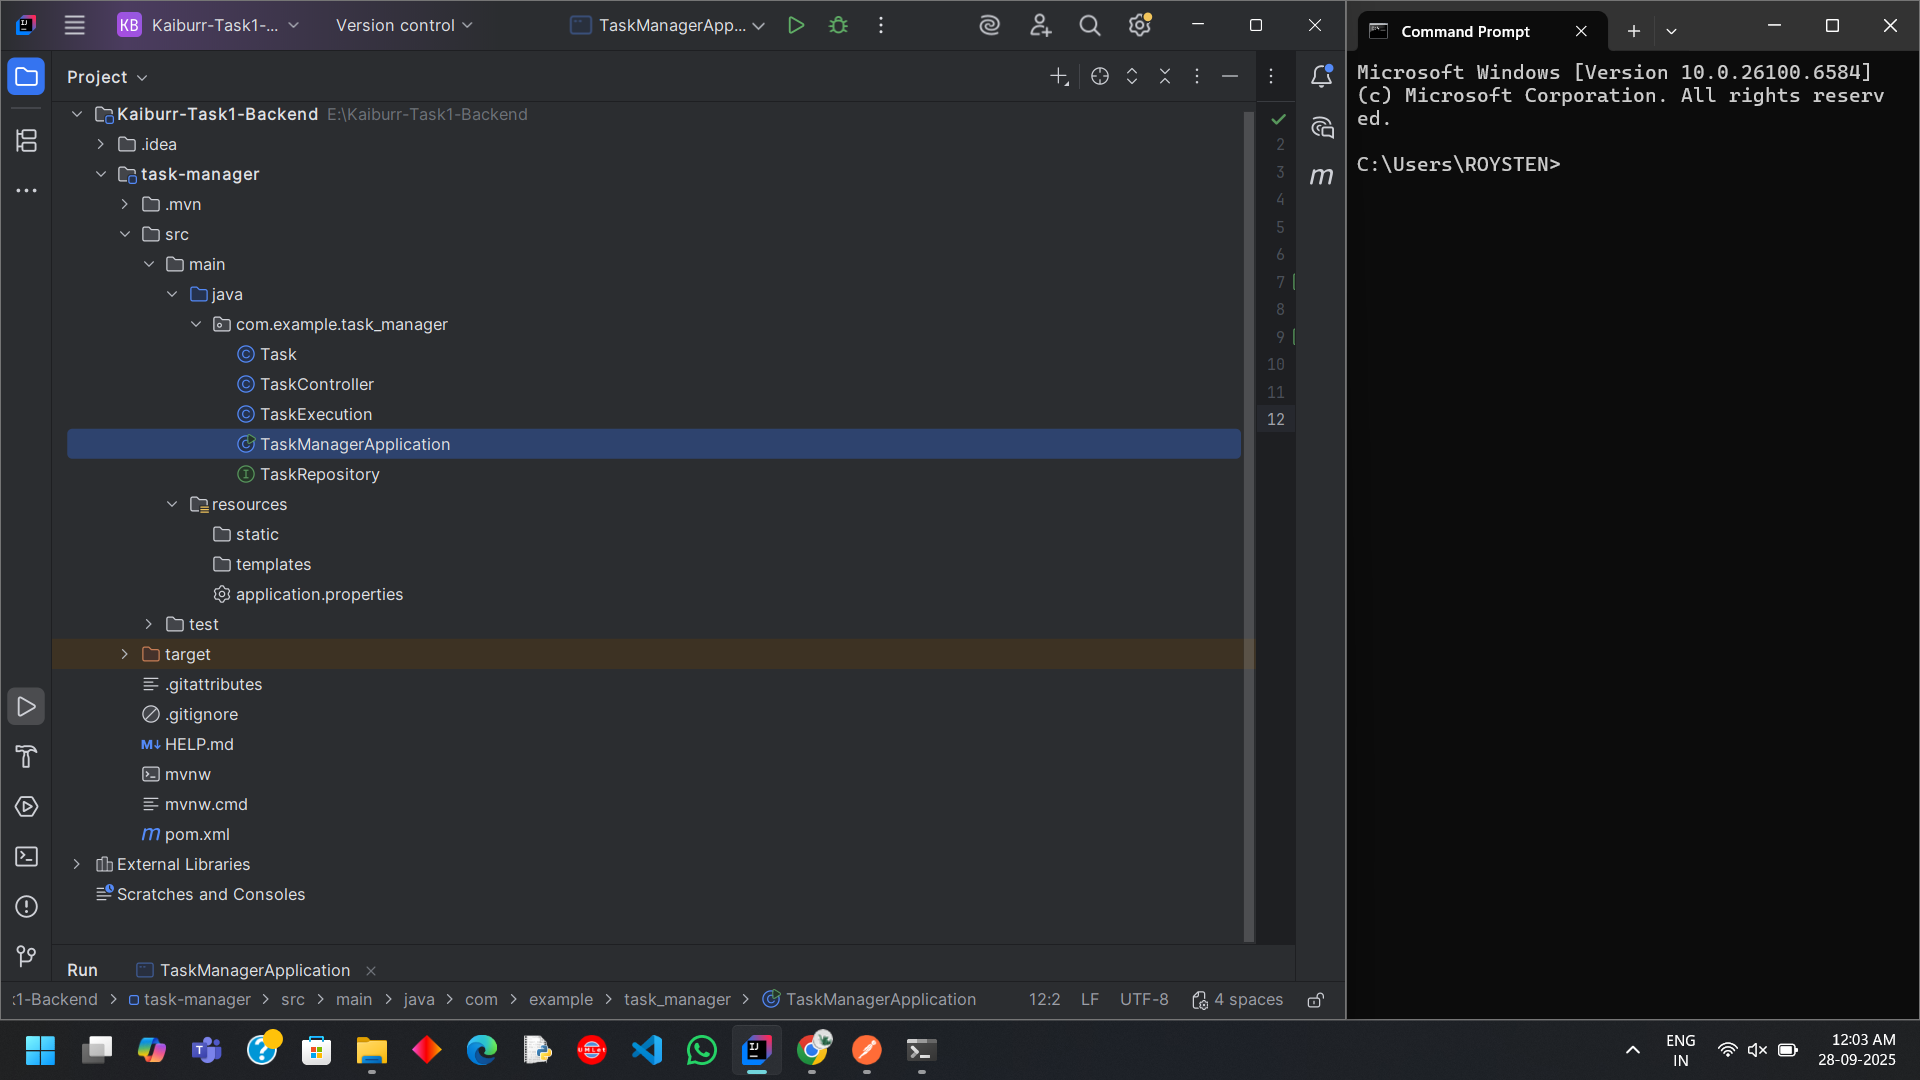 KB Kaiburr-Task1-... Version control TaskManagerApp...
Project
Kaiburr-Task1-Backend E:\Kaiburr-Task1-Backend
.idea
task-manager
.mvn
src
main
java
com.example.task_manager
Task
TaskController
TaskExecution
TaskManagerApplication
TaskRepository
resources
static
templates
application.properties
test
target
.gitattributes
.gitignore
HELP.md
mvnw
mvnw.cmd
pom.xml
External Libraries
Scratches and Consoles
2
3
4
5
6
7
8
9
10
11
12
Run TaskManagerApplication
1-Backend > task-manager > src > main > java > com > example > task_manager > TaskManagerApplication 12:2 LF UTF-8 4 spaces
Command Prompt
Microsoft Windows [Version 10.0.26100.6584]
(c) Microsoft Corporation. All rights reserv
ed.
C:\Users\ROYSTEN>
ENG
IN
12:03 AM
28-09-2025